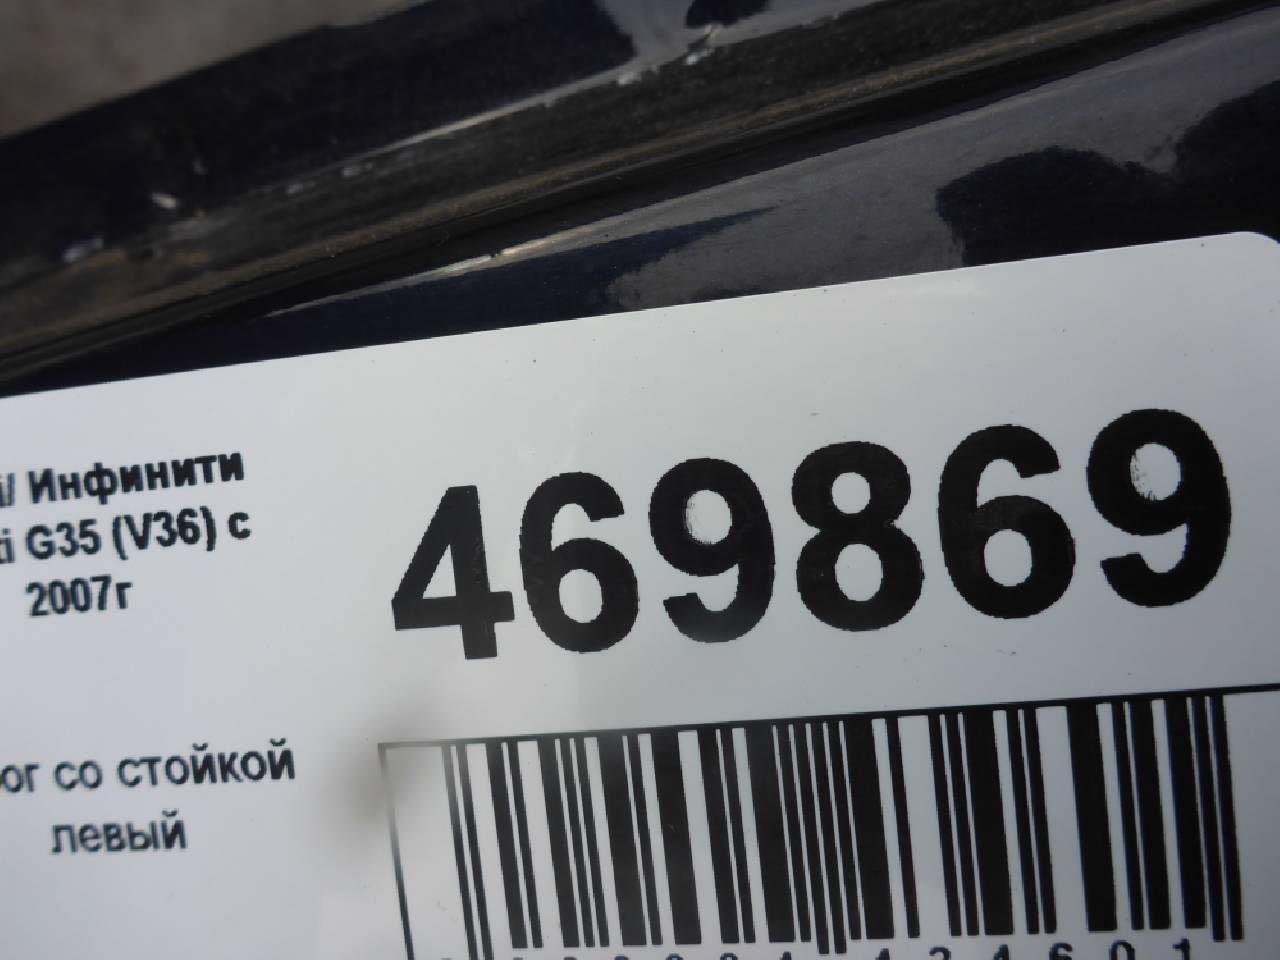 / Инфинити
G35 (V36) с
2007г
469869
со стойкой
левый